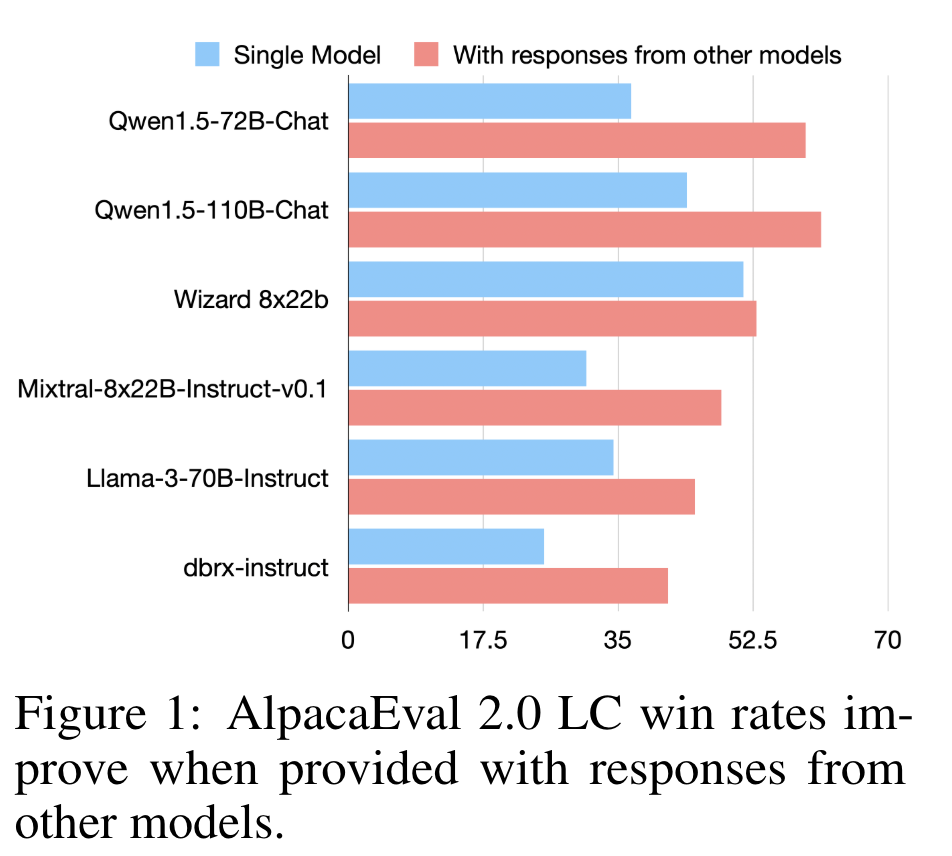 Single Model With responses from other models
Qwen1.5-72B-Chat
Qwen1.5-110B-Chat
Wizard 8x22b
Mixtral-8x22B-Instruct-v0.1
Llama-3-70B-Instruct
dbrx-instruct
0 17.5 35 52.5 70
Figure 1: AlpacaEval 2.0 LC win rates im-
prove when provided with responses from
other models.